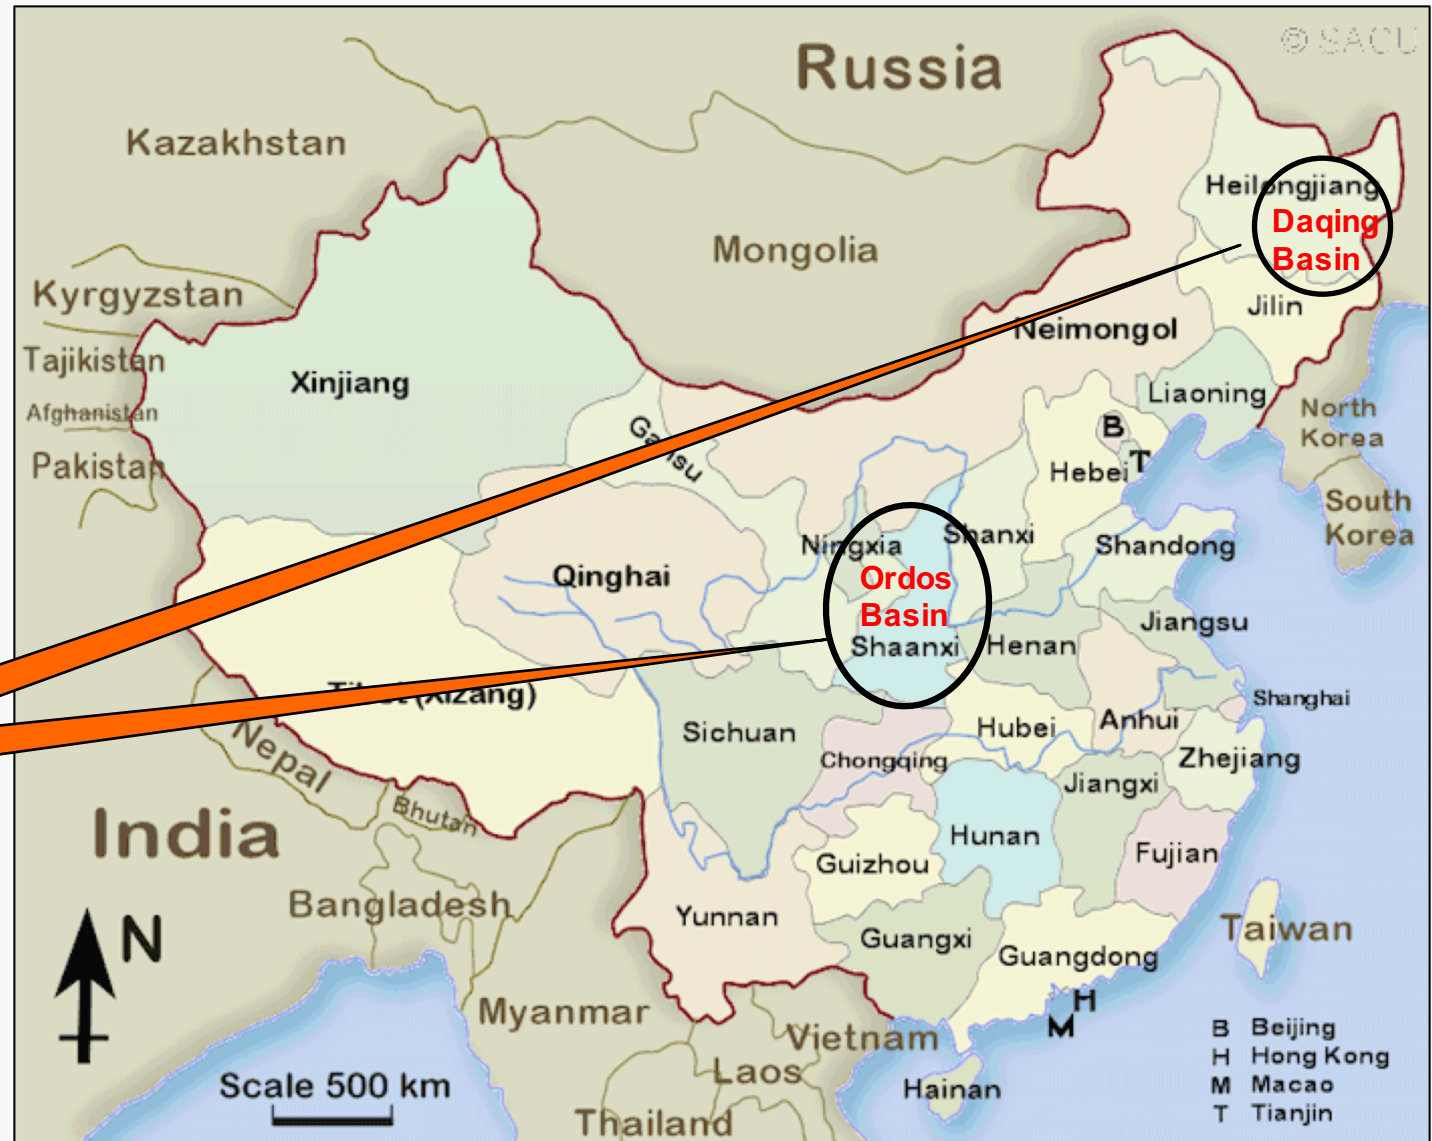 © SACU
Russia
Kazakhstan
Heilongjiang
Daqing
Basin
Mongolia
Kyrgyzstan
Jilin
Neimongol
Tajikistan
Xinjiang
Liaoning
Afghanistan
North
Korea
Gansu
B
Pakistan
Hebei
T
South
Korea
Ningxia
Shanxi
Shandong
Qinghai
Ordos
Basin
Jiangsu
Shaanxi
Henan
Tibet (Xizang)
Shanghai
Nepal
Sichuan
Hubei
Anhui
Chongqing
Zhejiang
Jiangxi
Bhutan
India
Hunan
Fujian
Guizhou
Bangladesh
Yunnan
Taiwan
N
Guangxi
Guangdong
H
M
Myanmar
Vietnam
B Beijing
H Hong Kong
M Macao
T Tianjin
Laos
Scale 500 km
Hainan
Thailand